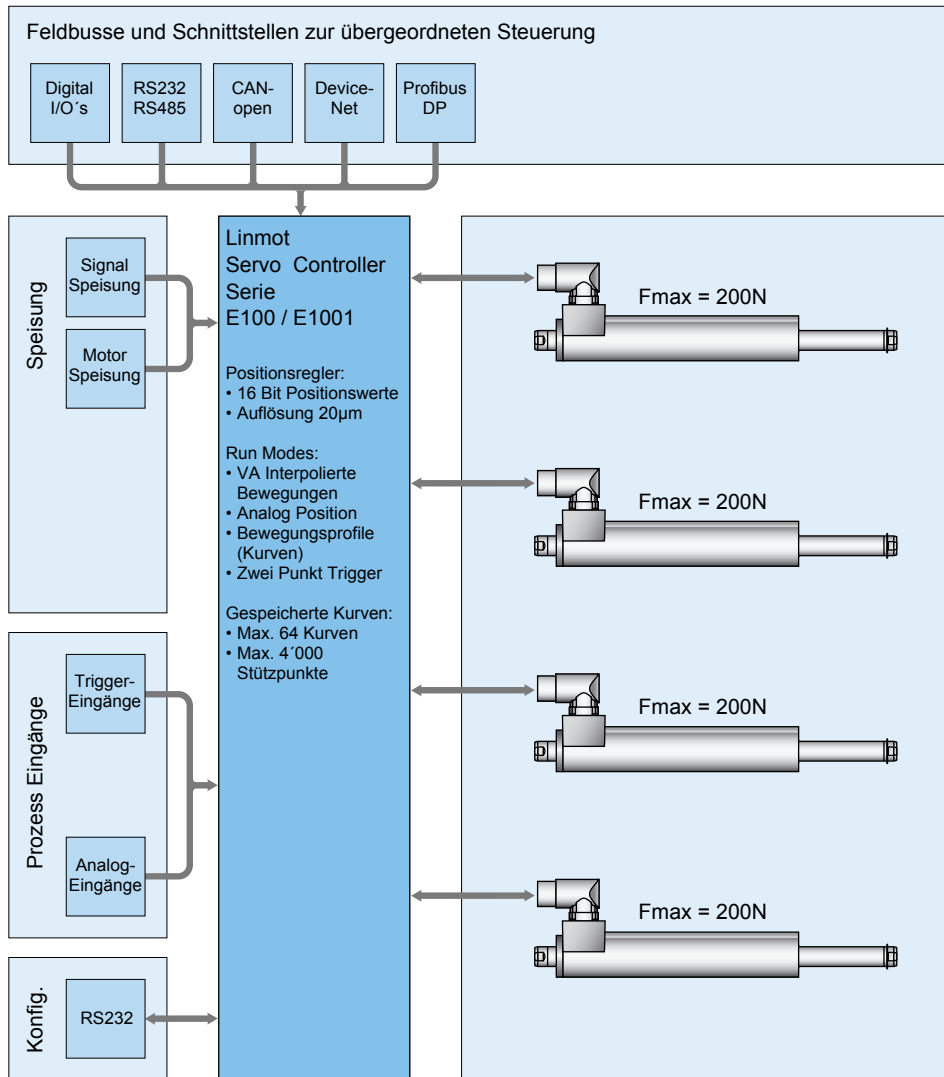 Feldbusse und Schnittstellen zur übergeordneten Steuerung
Digital
I/O´s
RS232
RS485
CAN-
open
Device-
Net
Profibus
DP
Speisung
Signal
Speisung
Motor
Speisung
Prozess Eingänge
Trigger-
Eingänge
Analog-
Eingänge
Konfig.
RS232
Linmot
Servo Controller
Serie
E100 / E1001
Positionsregler:
• 16 Bit Positionswerte
• Auflösung 20µm
Run Modes:
• VA Interpolierte
Bewegungen
• Analog Position
• Bewegungsprofile
(Kurven)
• Zwei Punkt Trigger
Gespeicherte Kurven:
• Max. 64 Kurven
• Max. 4´000
Stützpunkte
Fmax = 200N
Fmax = 200N
Fmax = 200N
Fmax = 200N